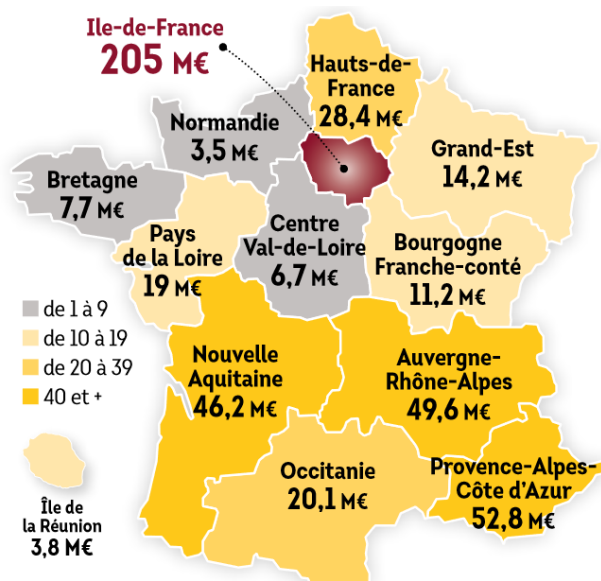 Ile-de-France
205 M€
Hauts-de-
France
28,4 M€
Normandie
3,5 M€
Grand-Est
14,2 M€
Bretagne
7,7 M€
Pays
de la Loire
19 M€
Centre
Val-de-Loire
6,7 M€
Bourgogne
Franche-conté
11,2 M€
de 1 à 9
de 10 à 19
de 20 à 39
40 et +
Nouvelle
Aquitaine
46,2 M€
Auvergne-
Rhône-Alpes
49,6 M€
Occitanie
20,1 M€
Provence-Alpes-
Côte d'Azur
52,8 M€
Île de
la Réunion
3,8 M€